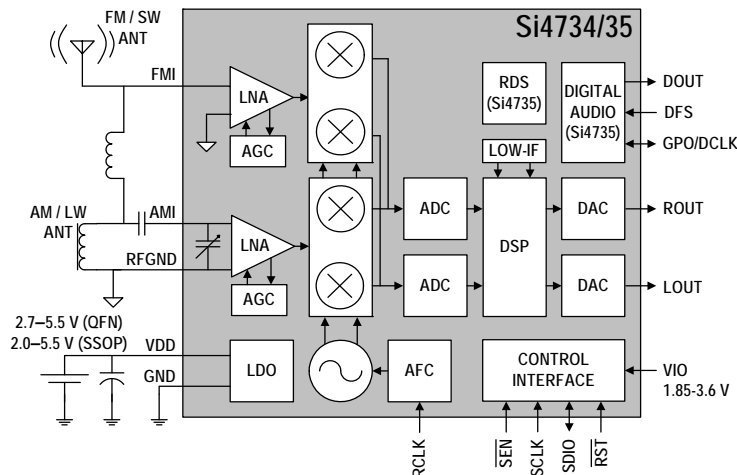 FM / SW
ANT
Si4734/35
FMI
LNA
AGC
RDS
(Si4735)
DIGITAL
AUDIO
(Si4735)
DOUT
DFS
GPO/DCLK
LOW-IF
AM / LW
ANT
AMI
RFGND
LNA
AGC
ADC
ADC
DSP
DAC
DAC
ROUT
LOUT
2.7–5.5 V (QFN)
2.0–5.5 V (SSOP)
VDD
GND
LDO
AFC
CONTROL
INTERFACE
VIO
1.85-3.6 V
RCLK
SEN
SCLK
SDIO
RST